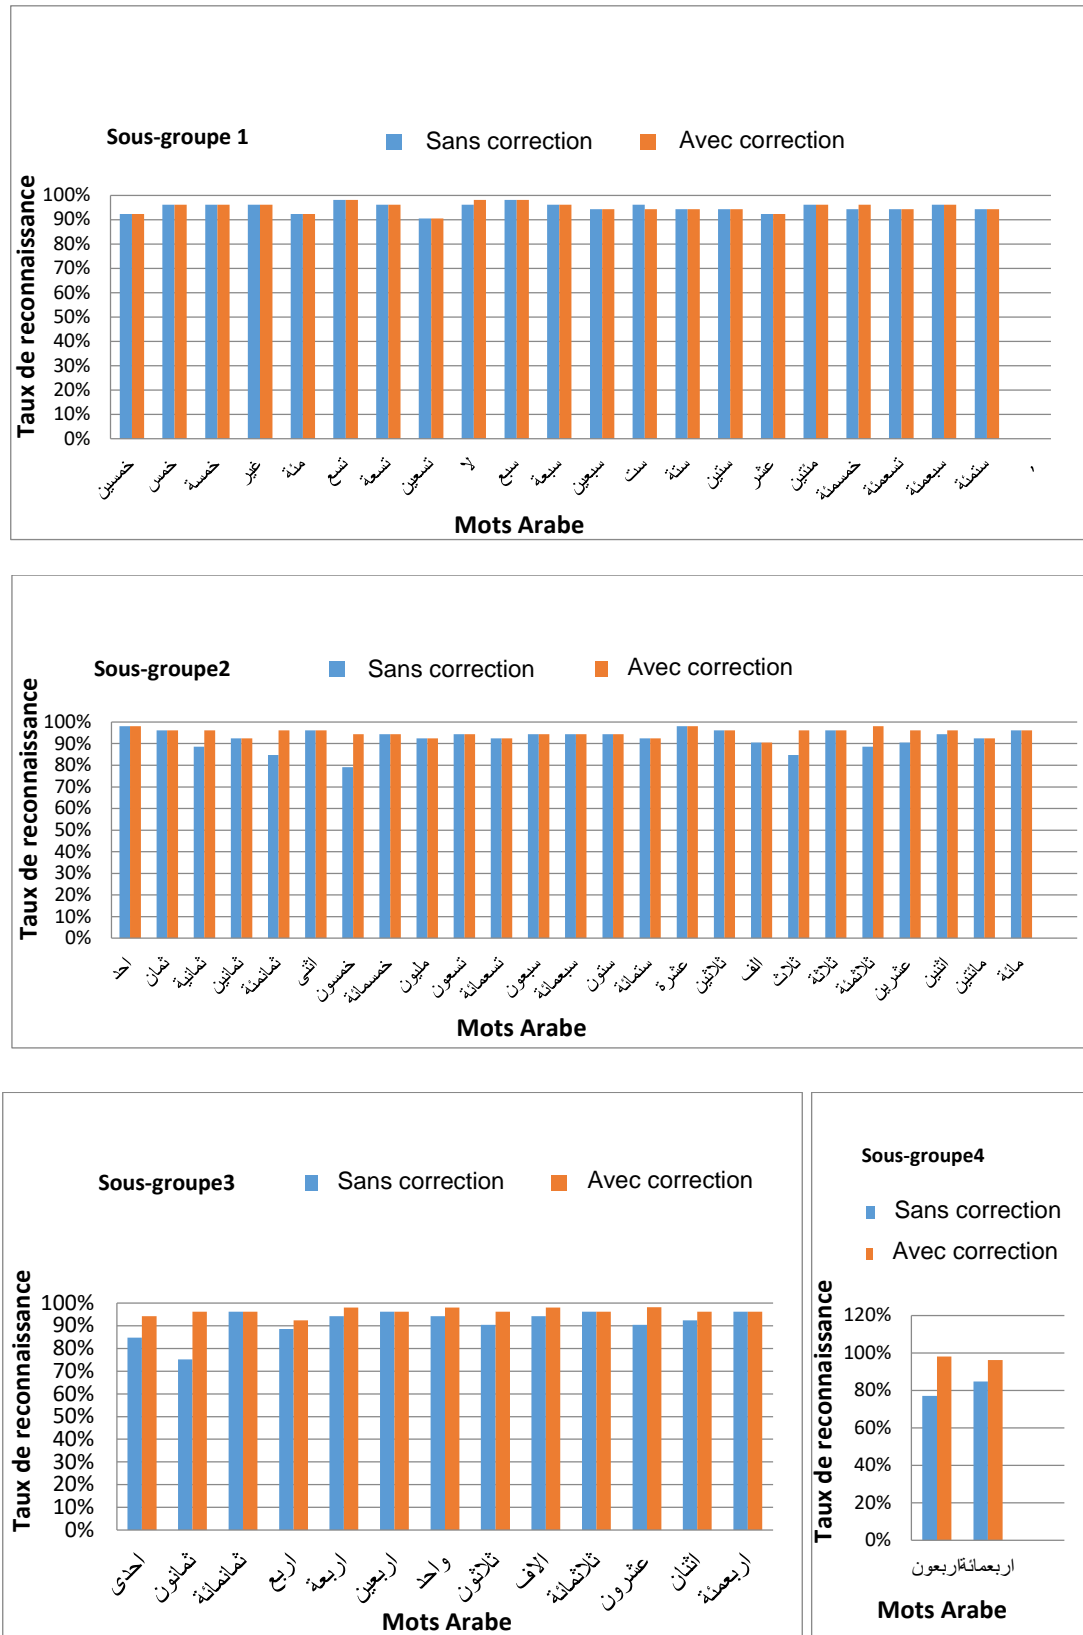 Sous-groupe 1
Sans correction
Avec correction
Taux de reconnaissance
100%
90%
80%
70%
60%
50%
40%
30%
20%
10%
0%
خمسين
خمس
خمسة
غير
مئة
تسع
تسعة
تسعين
لا
سبع
سبعة
سبعين
ست
ستة
ستين
عشر
مئتين
خمسمئة
تسعمئة
سبعمئة
ستمئة
,
Mots Arabe
Sous-groupe2
Sans correction
Avec correction
Taux de reconnaissance
100%
90%
80%
70%
60%
50%
40%
30%
20%
10%
0%
احد
ثمان
ثمانية
ثمانين
ثمانمئة
اثنى
خمسون
خمسمائة
مليون
تسعون
تسعمائة
سبعون
سبعمائة
ستون
ستمائة
عشرة
ثلاثين
الف
ثلاث
ثلاثة
ثلاثمئة
عشرين
اثنين
مائتين
مائة
Mots Arabe
Sous-groupe3
Sans correction
Avec correction
Taux de reconnaissance
100%
90%
80%
70%
60%
50%
40%
30%
20%
10%
0%
احدى
ثمانون
ثمانمائة
اربع
اربعة
اربعين
واحد
ثلاثون
الاف
ثلاثمائة
عشرون
اثنان
اربعمئة
Mots Arabe
Sous-groupe4
Sans correction
Avec correction
Taux de reconnaissance
120%
100%
80%
60%
40%
20%
0%
اربعون
اربعمائة
Mots Arabe